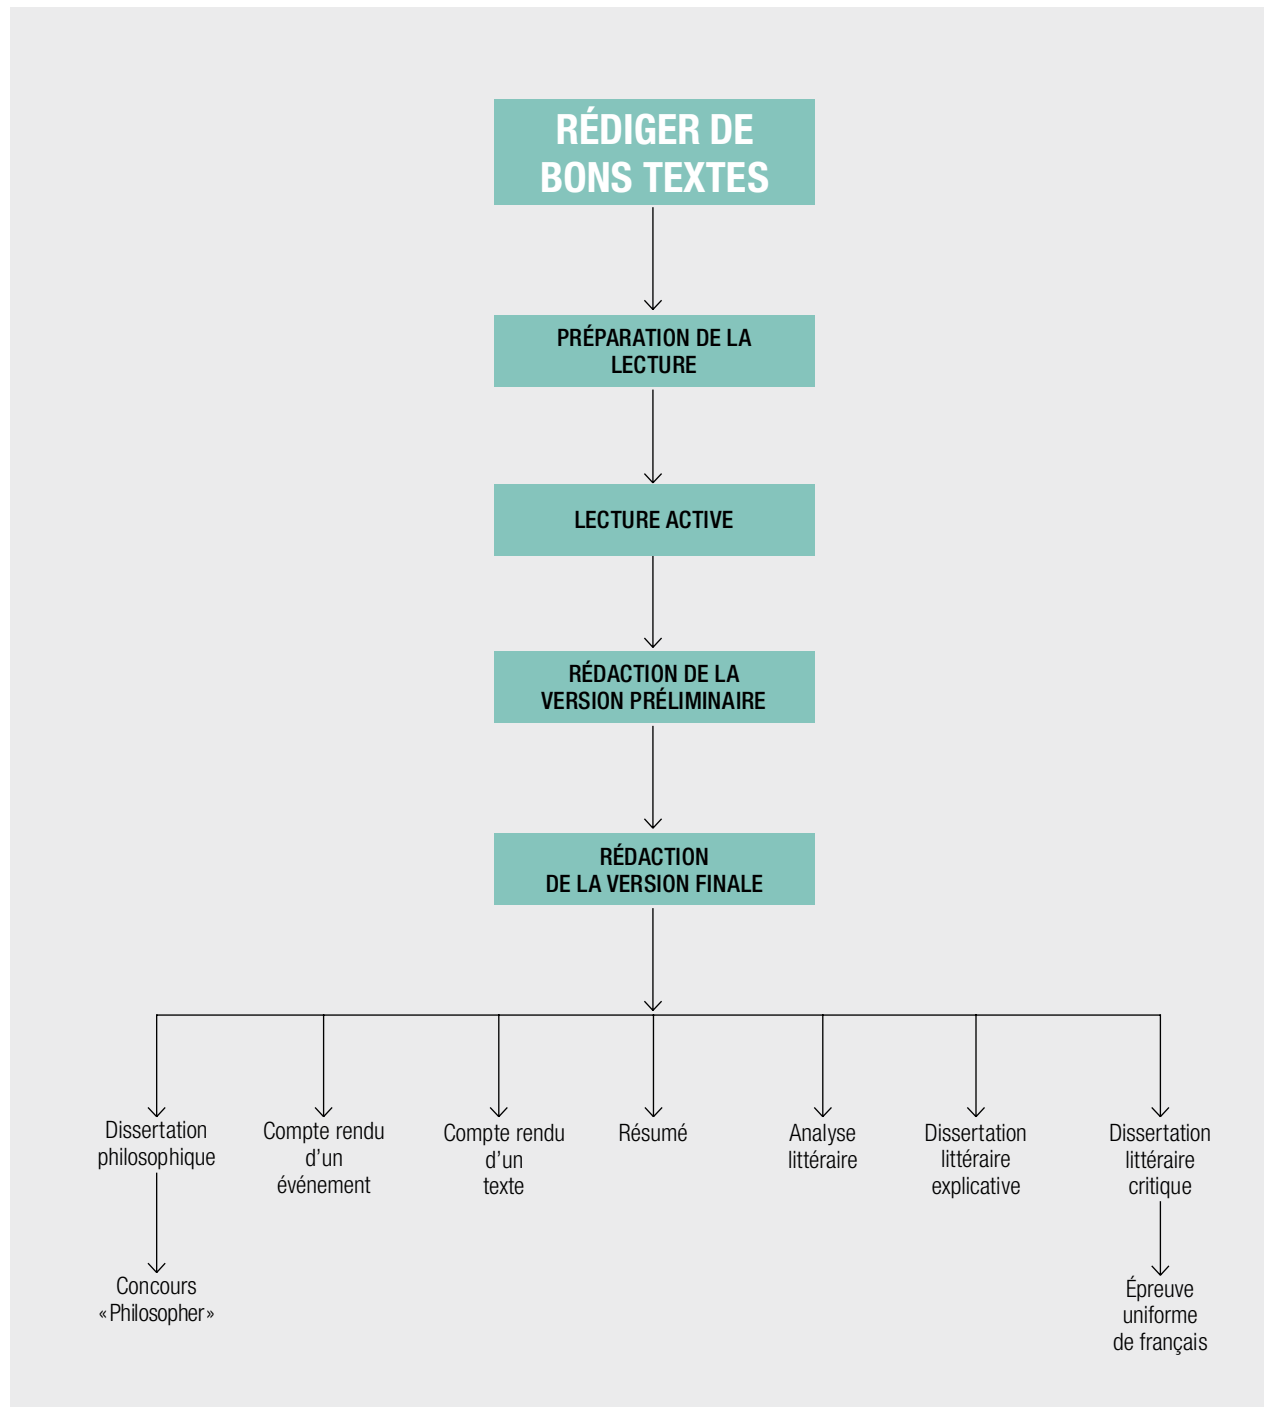 RÉDIGER DE
BONS TEXTES
PRÉPARATION DE LA
LECTURE
LECTURE ACTIVE
RÉDACTION DE LA
VERSION PRÉLIMINAIRE
RÉDACTION
DE LA VERSION FINALE
Dissertation
philosophique
Compte rendu
d’un
événement
Compte rendu
d’un
texte
Résumé
Analyse
littéraire
Dissertation
littéraire
explicative
Dissertation
littéraire
critique
Concours
«Philosopher»
Épreuve
uniforme
de français